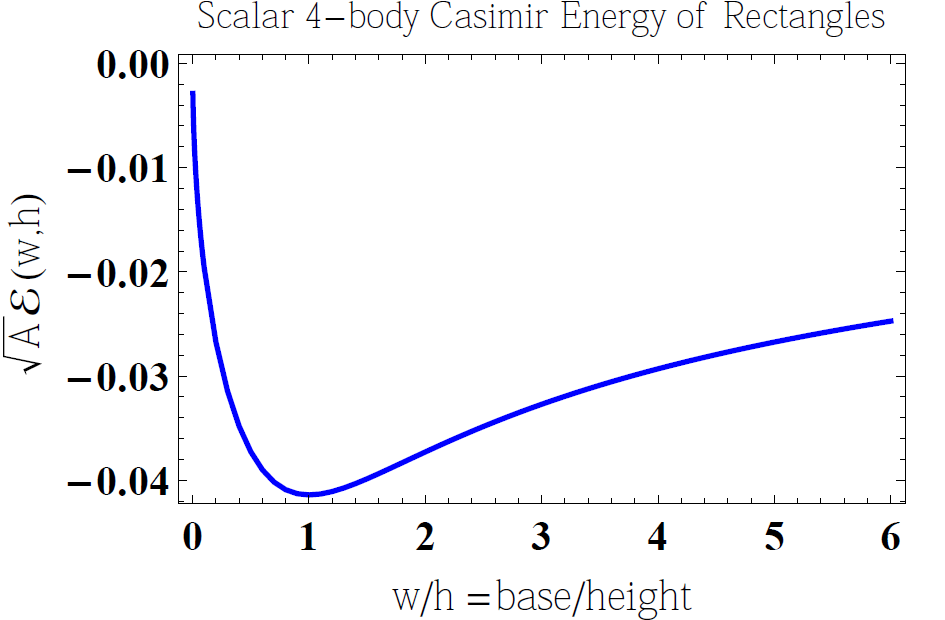 Scalar 4-body Casimir Energy of Rectangles
√A ℰ(w,h)
0.00
−0.01
−0.02
−0.03
−0.04
0 1 2 3 4 5 6
w/h =base/height